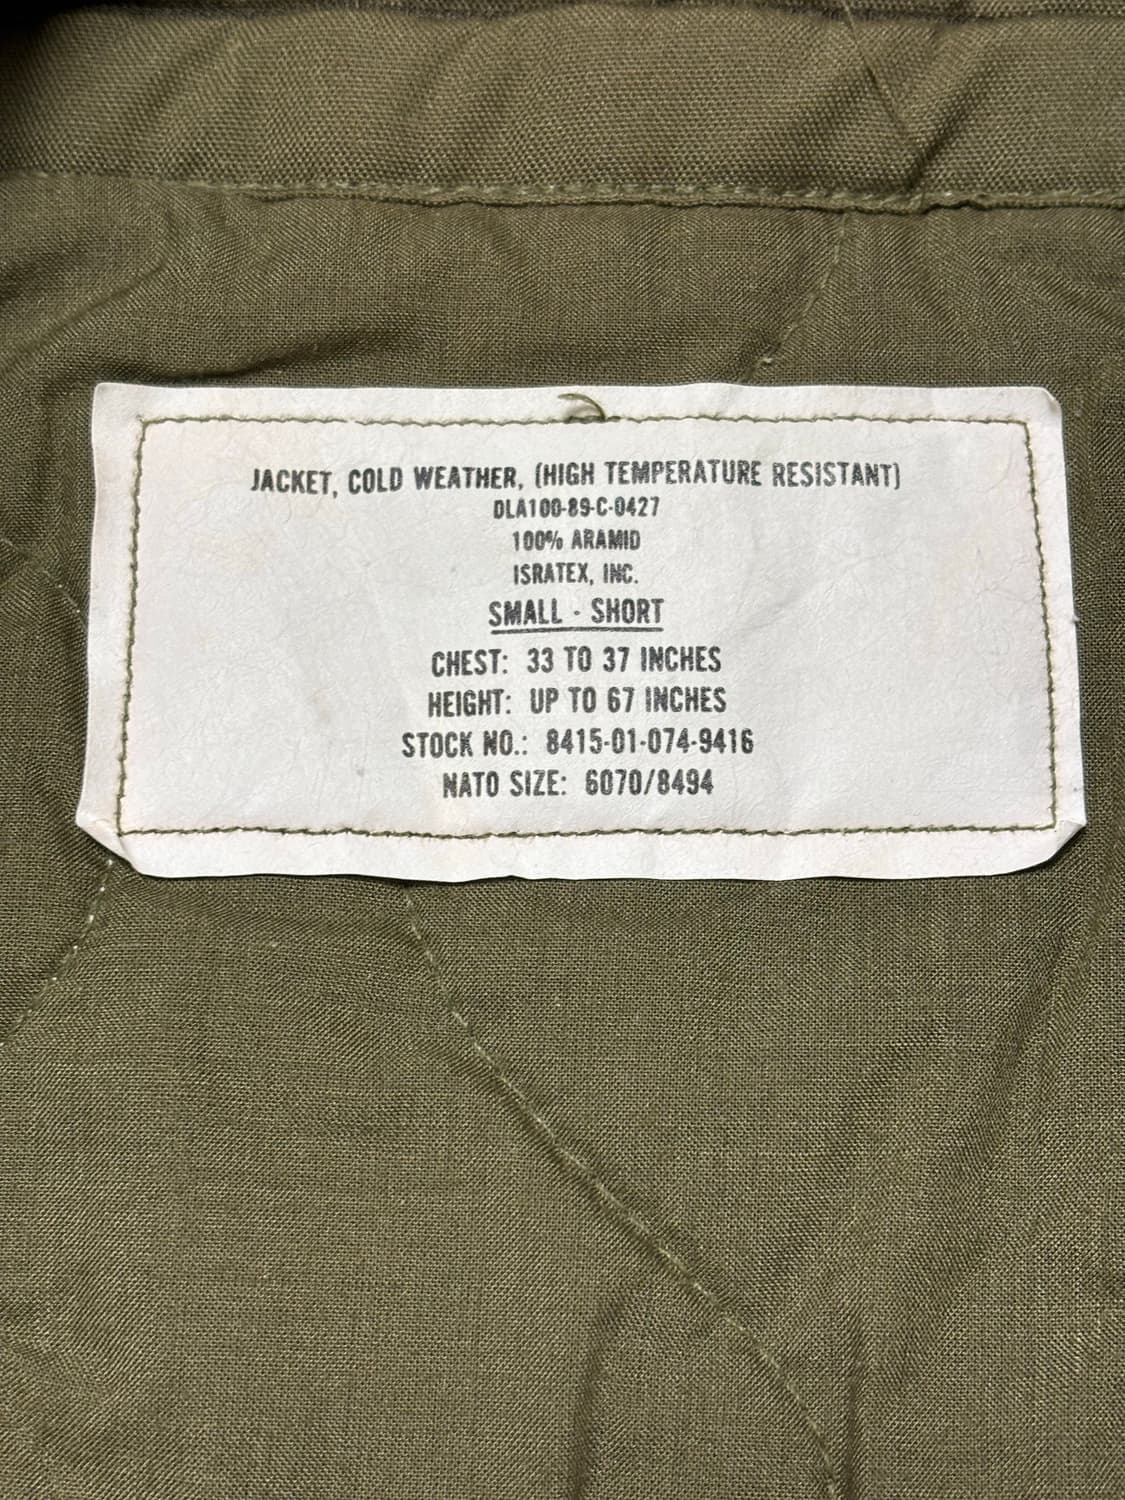 JACKET, COLD WEATHER, (HIGH TEMPERATURE RESISTANT)
DLA100-89-C-0427
100% ARAMID
ISRATEX, INC.
SMALL - SHORT
CHEST: 33 TO 37 INCHES
HEIGHT: UP TO 67 INCHES
STOCK NO.: 8415-01-074-9416
NATO SIZE: 6070/8494